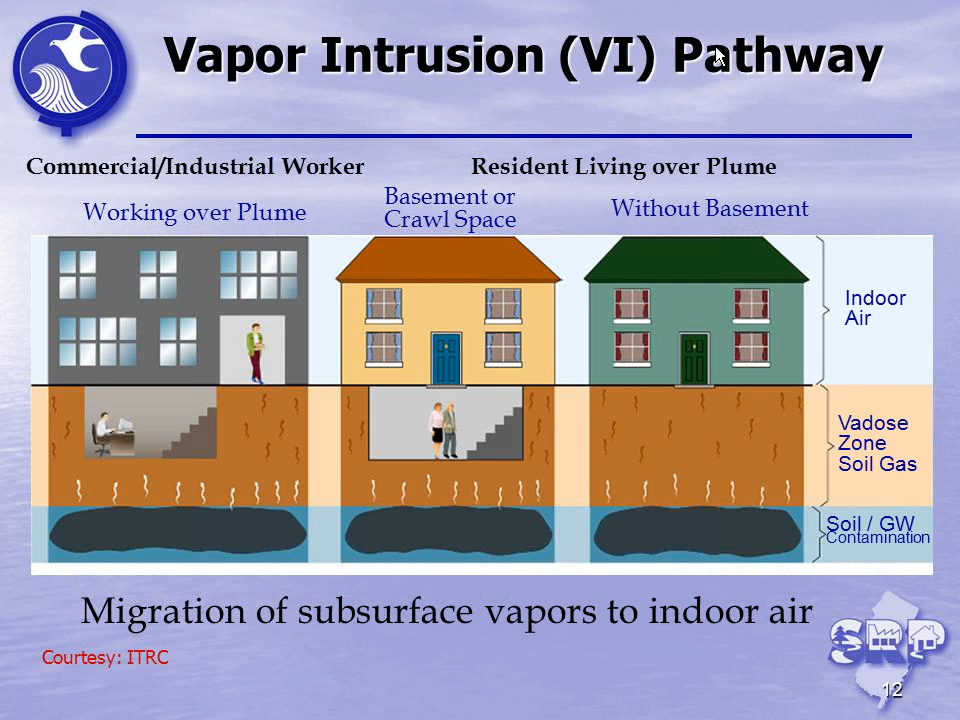 Vapor Intrusion (VI) Pathway
Commercial/Industrial Worker
Resident Living over Plume
Working over Plume
Basement or
Crawl Space
Without Basement
Indoor
Air
Vadose
Zone
Soil Gas
Soil / GW
Contamination
Migration of subsurface vapors to indoor air
Courtesy: ITRC
SRP
12